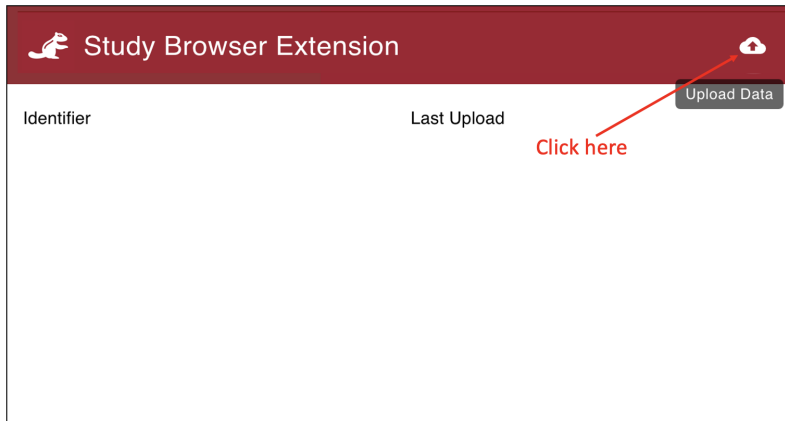 Study Browser Extension
Upload Data
Identifier
Last Upload
Click here